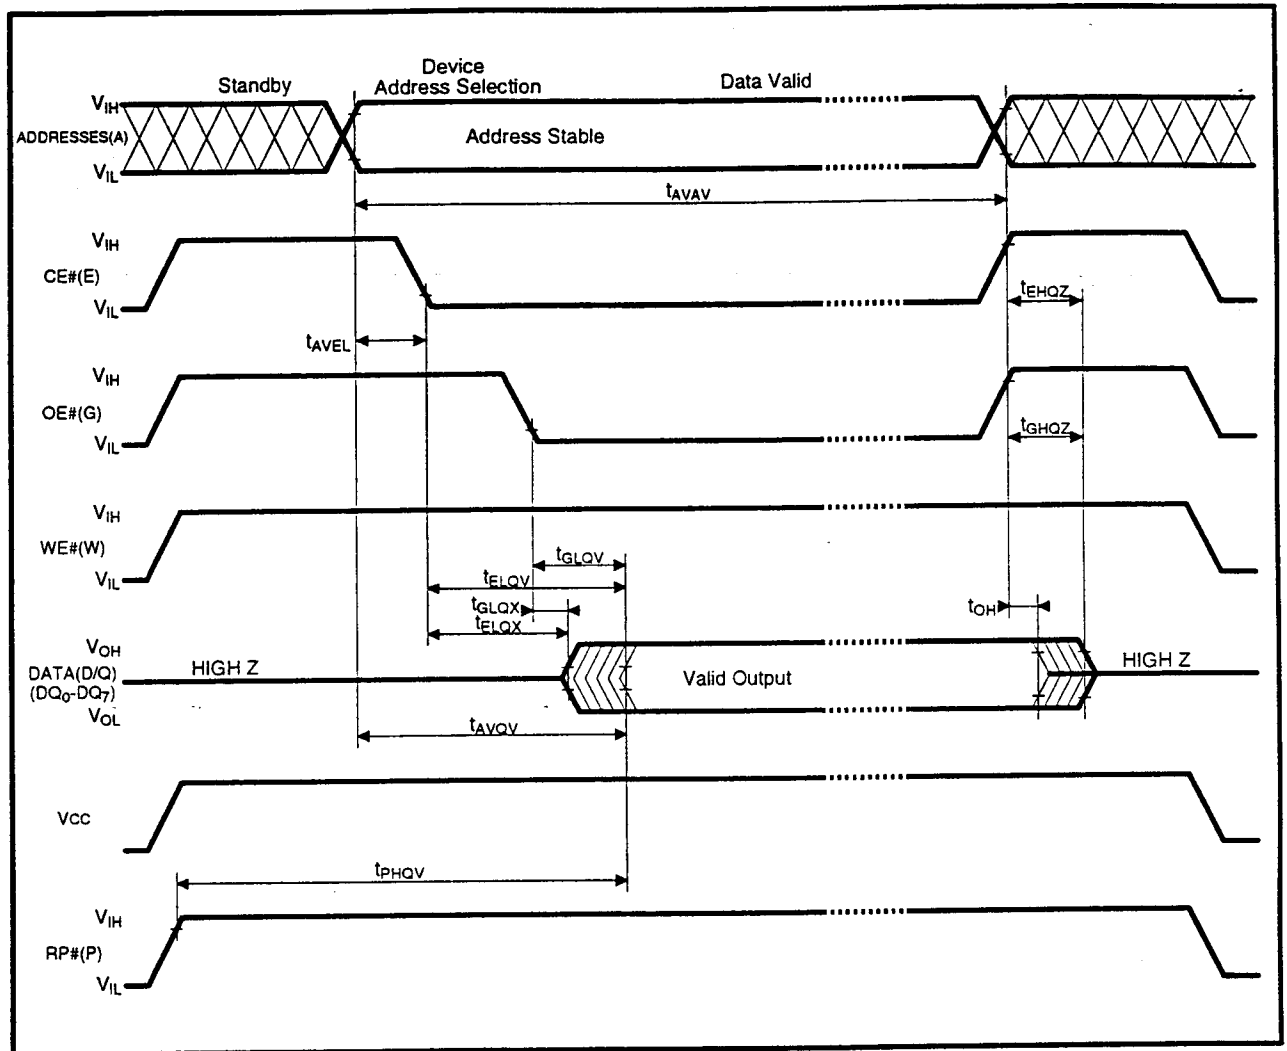 Standby
Device
Address Selection
Data Valid
VIH
ADDRESSES(A)
VIL
Address Stable
tAVAV
VIH
CE#(E)
VIL
tEHQZ
tAVEL
VIH
OE#(G)
VIL
tGHQZ
VIH
WE#(W)
VIL
tGLQV
tELQV
tGLQX
tELQX
tOH
VOH
DATA(D/Q)
(DQ0-DQ7)
VOL
HIGH Z
Valid Output
HIGH Z
tAVQV
VCC
tPHQV
VIH
RP#(P)
VIL